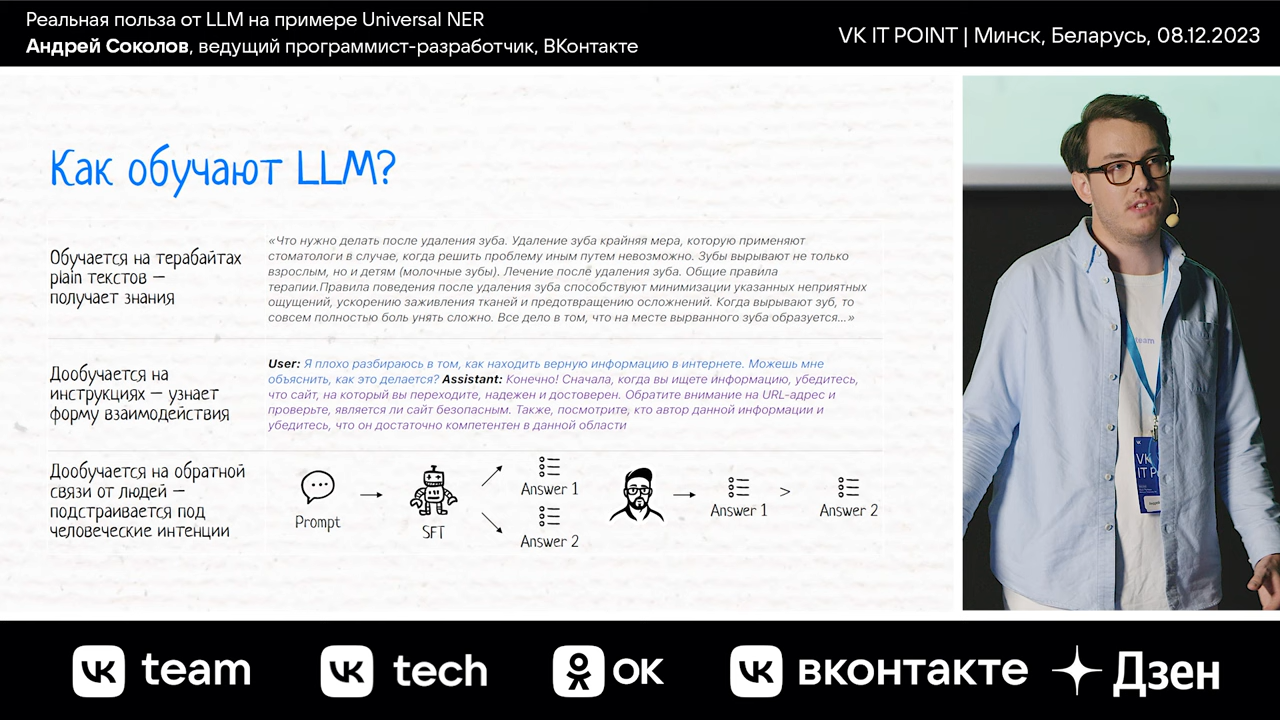 Реальная польза от LLM на примере Universal NER
Андрей Соколов, ведущий программист-разработчик, ВКонтакте
VK IT POINT | Минск, Беларусь, 08.12.2023
Как обучают LLM?
Обучается на терабайтах
plain текстов —
получает знания
«Что нужно делать после удаления зуба. Удаление зуба крайняя мера, которую применяют
стоматологи в случае, когда решить проблему иным путем невозможно. Зубы вырывают не только
взрослым, но и детям (молочные зубы). Лечение после удаления зуба. Общие правила
терапии.Правила поведения после удаления зуба способствуют минимизации указанных неприятных
ощущений, ускорению заживления тканей и предотвращению осложнений. Когда вырывают зуб, то
совсем полностью боль унять сложно. Все дело в том, что на месте вырванного зуба образуется...»
Дообучается на
инструкциях — узнает
форму взаимодействия
User: Я плохо разбираюсь в том, как находить верную информацию в интернете. Можешь мне
объяснить, как это делается? Assistant: Конечно! Сначала, когда вы ищете информацию, убедитесь,
что сайт, на который вы переходите, надежен и достоверен. Обратите внимание на URL-адрес и
проверьте, является ли сайт безопасным. Также, посмотрите, кто автор данной информации и
убедитесь, что он достаточно компетентен в данной области
Дообучается на обратной
связи от людей —
подстраивается под
человеческие интенции
Prompt
SFT
Answer 1
Answer 2
Answer 1
>
Answer 2
team
VK
IT P
VK team
VK tech
OK
VK вконтакте
Дзен